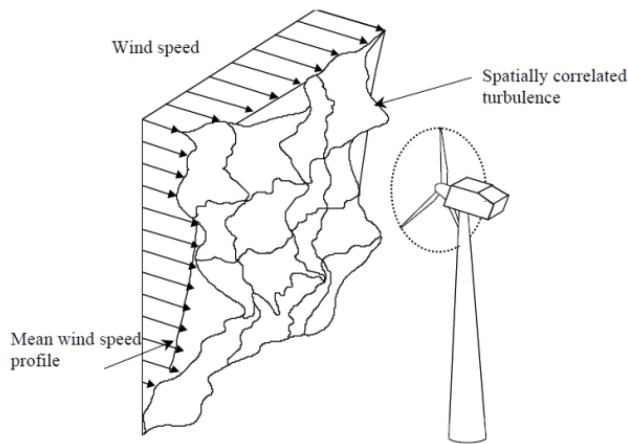 Wind speed
Spatially correlated
turbulence
Mean wind speed
profile